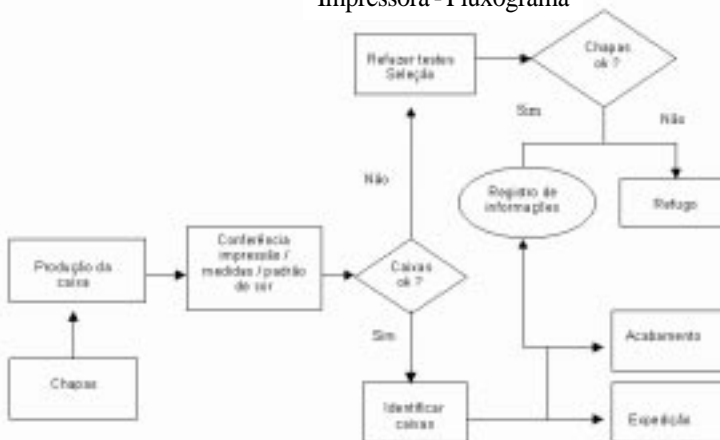 Impressora - Fluxograma
Refazer testes
Seleção
Chapas
ok ?
Sim
Não
Não
Registro de
informações
Refugo
Conferência
impressão /
medidas / padrão
de cor
Produção da
caixa
Caixas
ok ?
Sim
Acabamento
Chapas
Identificar
caixas
Expedição